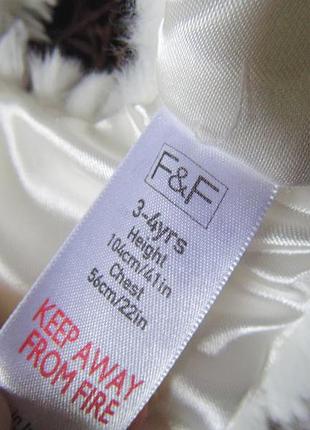 F&F
3-4yrs
Height
104cm/41in
Chest
56cm/22in
KEEP AWAY
FROM FIRE